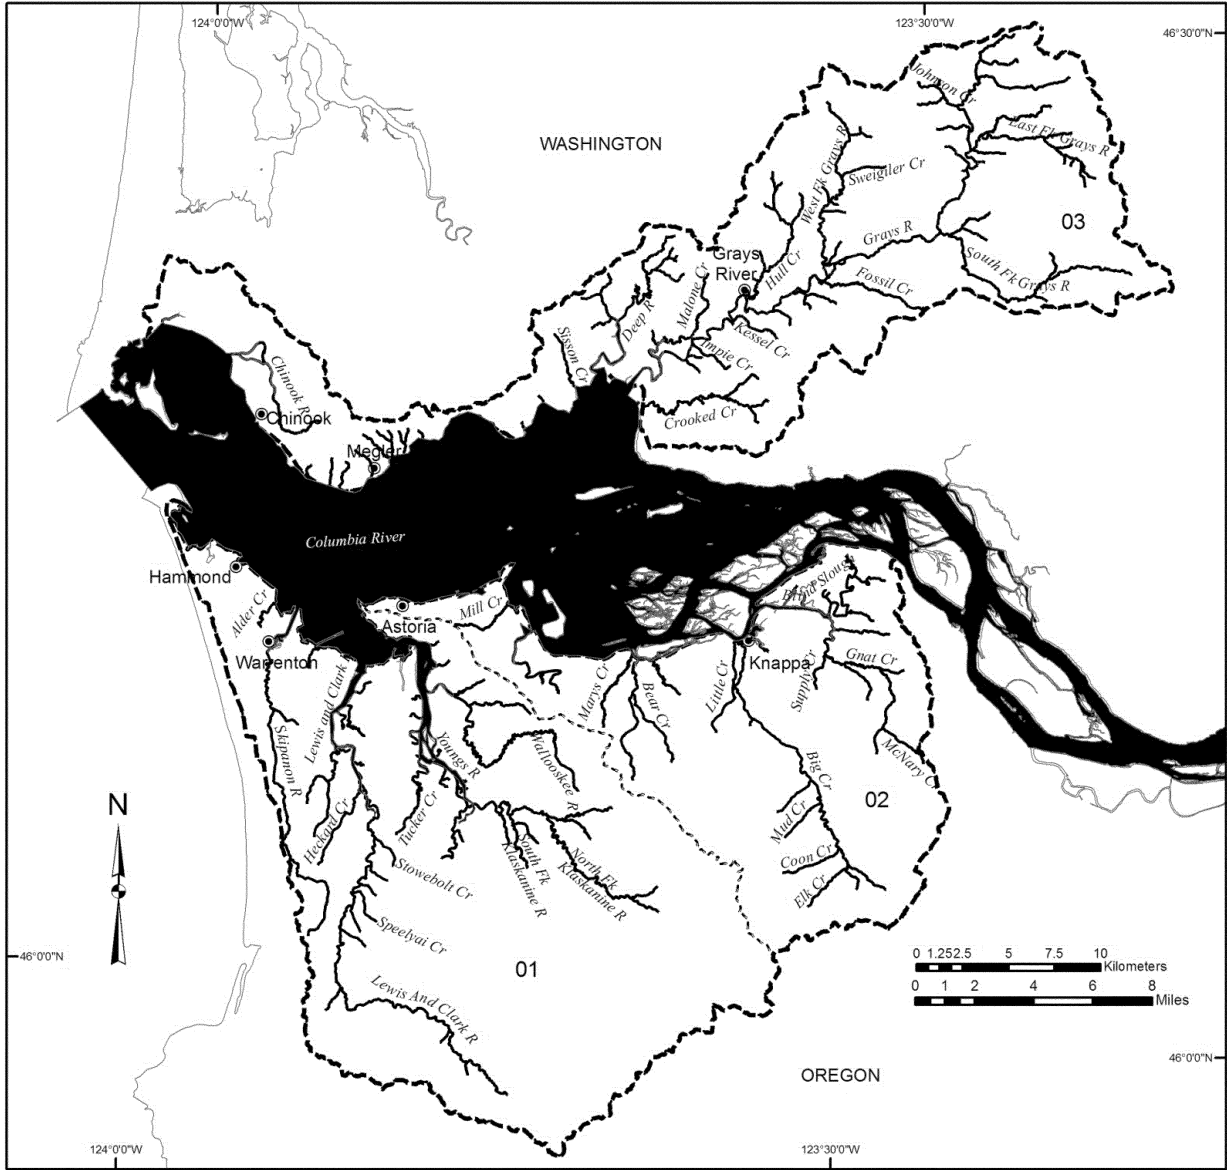 124°0'0"W
123°30'0"W
46°30'0"N
WASHINGTON
Johnson Cr
East Fk Grays R
West Fk Grays R
Sweigiler Cr
Grays R
03
South Fk Grays R
Fossil Cr
Grays
River
Hull Cr
Malone Cr
Deep R
Sisson Cr
Kessel Cr
Impie Cr
Crooked Cr
Chinook R
Chinook
Megler
Columbia River
Hammond
Alder Cr
Astoria
Mill Cr
Warrenton
Blind Slough
Knappa
Gnat Cr
Supply Cr
Little Cr
Bear Cr
Marys Cr
Lewis and Clark
Skipanon R
Youngs R
Wallooskee R
Big Cr
McNary Cr
02
Mud Cr
Heckard Cr
Tucker Cr
South Fk
Klaskanine R
North Fk
Klaskanine R
Coon Cr
Elk Cr
Stowebolt Cr
Speelyai Cr
01
Lewis And Clark R
N
46°0'0"N
0 1.25 2.5 5 7.5 10
Kilometers
0 1 2 4 6 8
Miles
46°0'0"N
OREGON
124°0'0"W
123°30'0"W